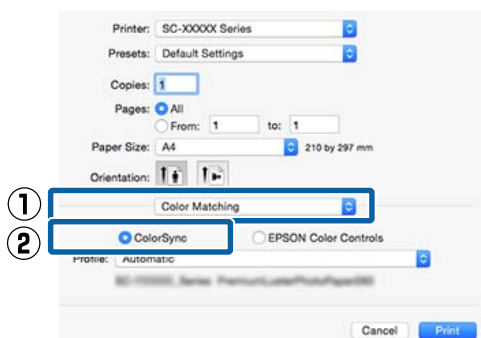 Printer: SC-XXXXX Series
Presets: Default Settings
Copies: 1
Pages: All
From: 1 to: 1
Paper Size: A4 210 by 297 mm
Orientation:
① Color Matching
② ColorSync EPSON Color Controls
Profile: Automatic
Cancel Print